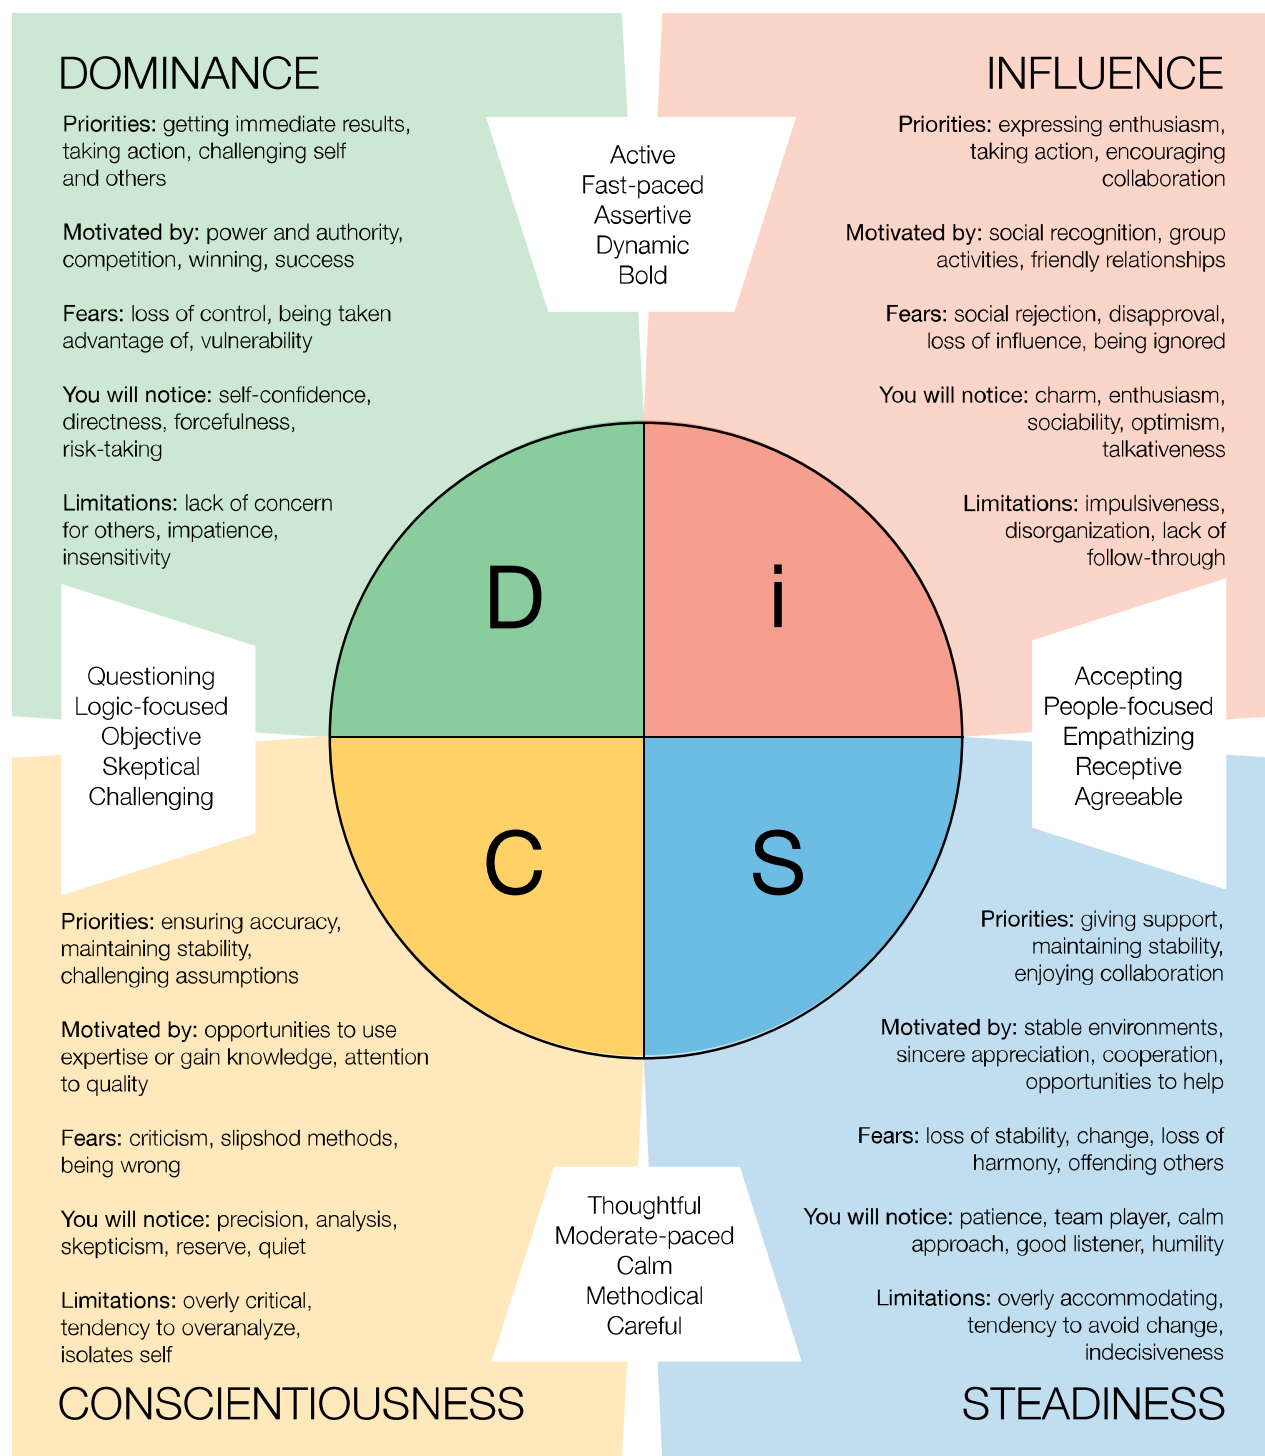 DOMINANCE
Priorities: getting immediate results,
taking action, challenging self
and others
Motivated by: power and authority,
competition, winning, success
Fears: loss of control, being taken
advantage of, vulnerability
You will notice: self-confidence,
directness, forcefulness,
risk-taking
Limitations: lack of concern
for others, impatience,
insensitivity
Active
Fast-paced
Assertive
Dynamic
Bold
INFLUENCE
Priorities: expressing enthusiasm,
taking action, encouraging
collaboration
Motivated by: social recognition, group
activities, friendly relationships
Fears: social rejection, disapproval,
loss of influence, being ignored
You will notice: charm, enthusiasm,
sociability, optimism,
talkativeness
Limitations: impulsiveness,
disorganization, lack of
follow-through
D
i
Questioning
Logic-focused
Objective
Skeptical
Challenging
Accepting
People-focused
Empathizing
Receptive
Agreeable
C
S
Priorities: ensuring accuracy,
maintaining stability,
challenging assumptions
Motivated by: opportunities to use
expertise or gain knowledge, attention
to quality
Fears: criticism, slipshod methods,
being wrong
You will notice: precision, analysis,
skepticism, reserve, quiet
Limitations: overly critical,
tendency to overanalyze,
isolates self
CONSCIENTIOUSNESS
Thoughtful
Moderate-paced
Calm
Methodical
Careful
Priorities: giving support,
maintaining stability,
enjoying collaboration
Motivated by: stable environments,
sincere appreciation, cooperation,
opportunities to help
Fears: loss of stability, change, loss of
harmony, offending others
You will notice: patience, team player, calm
approach, good listener, humility
Limitations: overly accommodating,
tendency to avoid change,
indecisiveness
STEADINESS